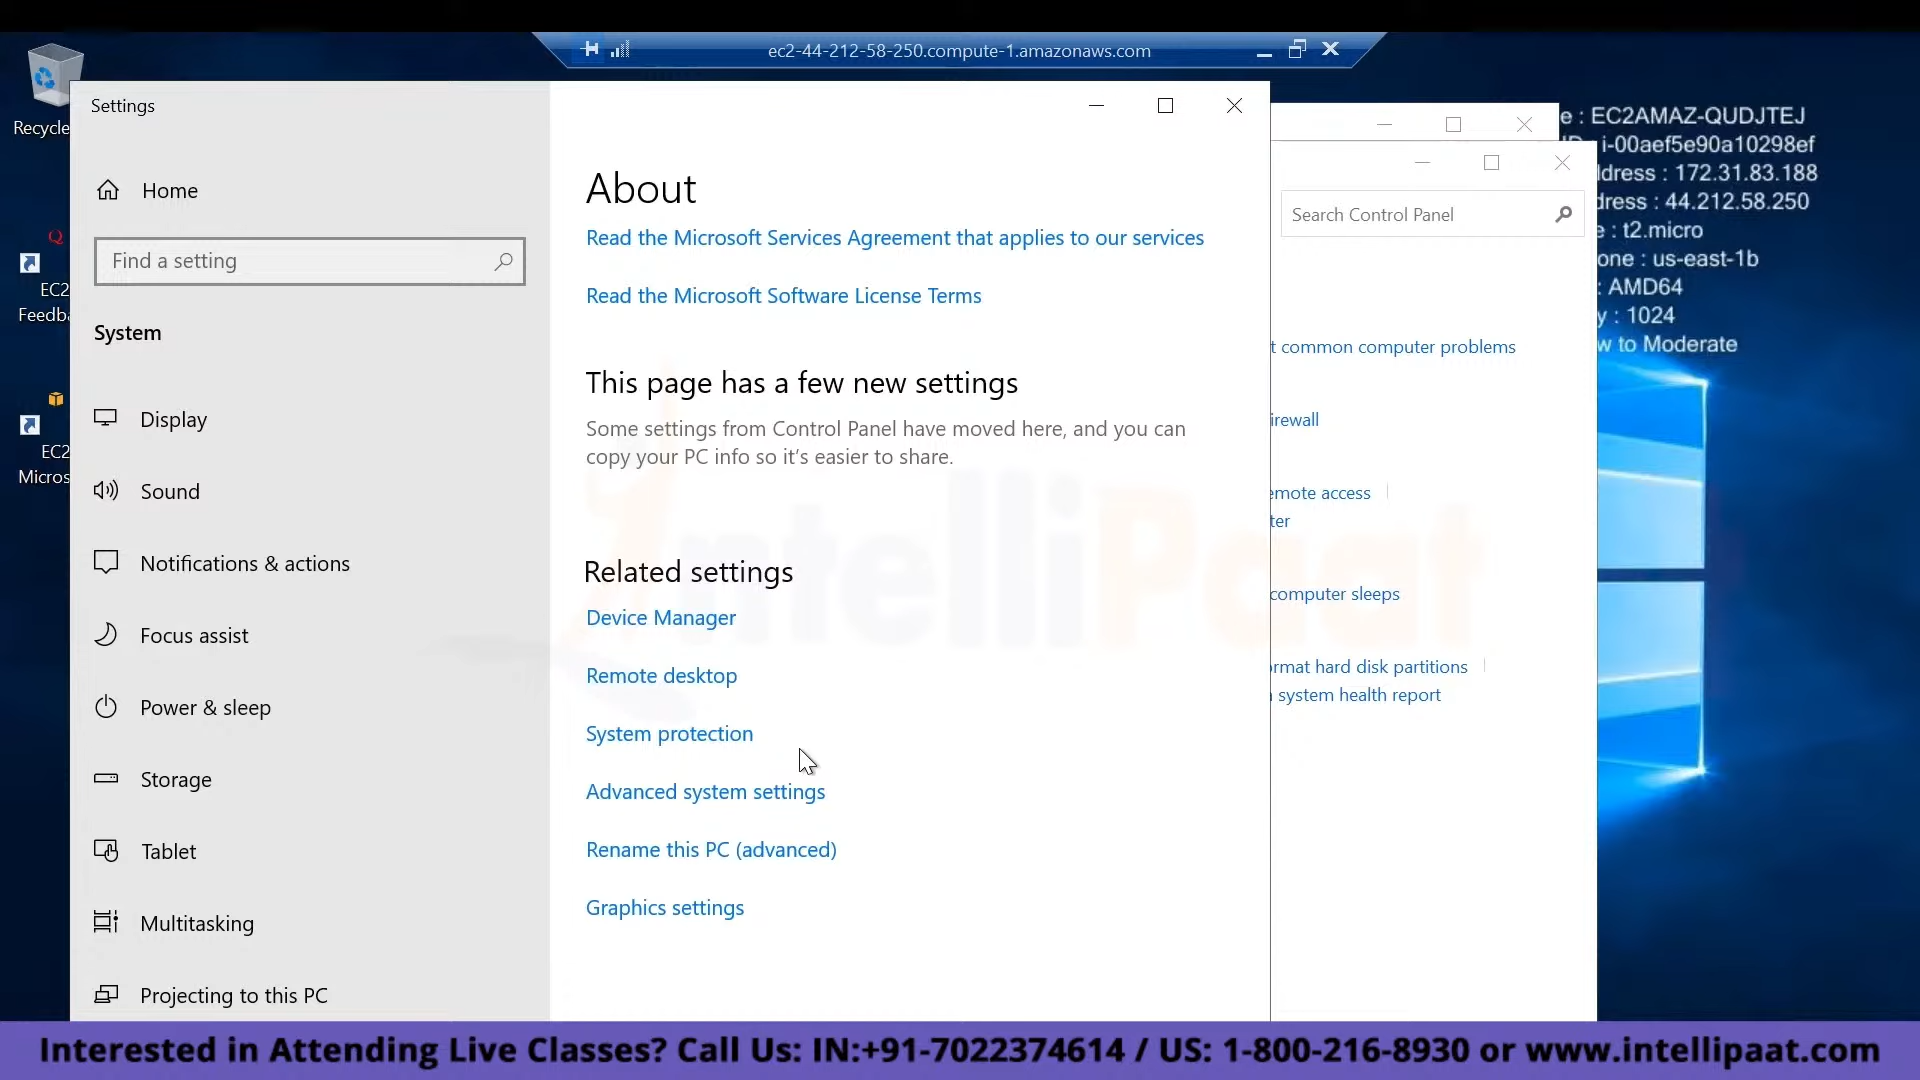 ec2-44-212-58-250.compute-1.amazonaws.com
Recycle
EC2
Feedba
EC2
Micros
Settings
Home
Find a setting
System
Display
Sound
Notifications & actions
Focus assist
Power & sleep
Storage
Tablet
Multitasking
Projecting to this PC
About
Read the Microsoft Services Agreement that applies to our services
Read the Microsoft Software License Terms
This page has a few new settings
Some settings from Control Panel have moved here, and you can
copy your PC info so it's easier to share.
Related settings
Device Manager
Remote desktop
System protection
Advanced system settings
Rename this PC (advanced)
Graphics settings
Search Control Panel
t common computer problems
irewall
emote access
ter
computer sleeps
ormat hard disk partitions
system health report
e : EC2AMAZ-QUDJTEJ
ID : i-00aef5e90a10298ef
ddress : 172.31.83.188
dress : 44.212.58.250
e : t2.micro
one : us-east-1b
: AMD64
y : 1024
w to Moderate
IntelliPaat
Interested in Attending Live Classes? Call Us: IN:+91-7022374614 / US: 1-800-216-8930 or www.intellipaat.com